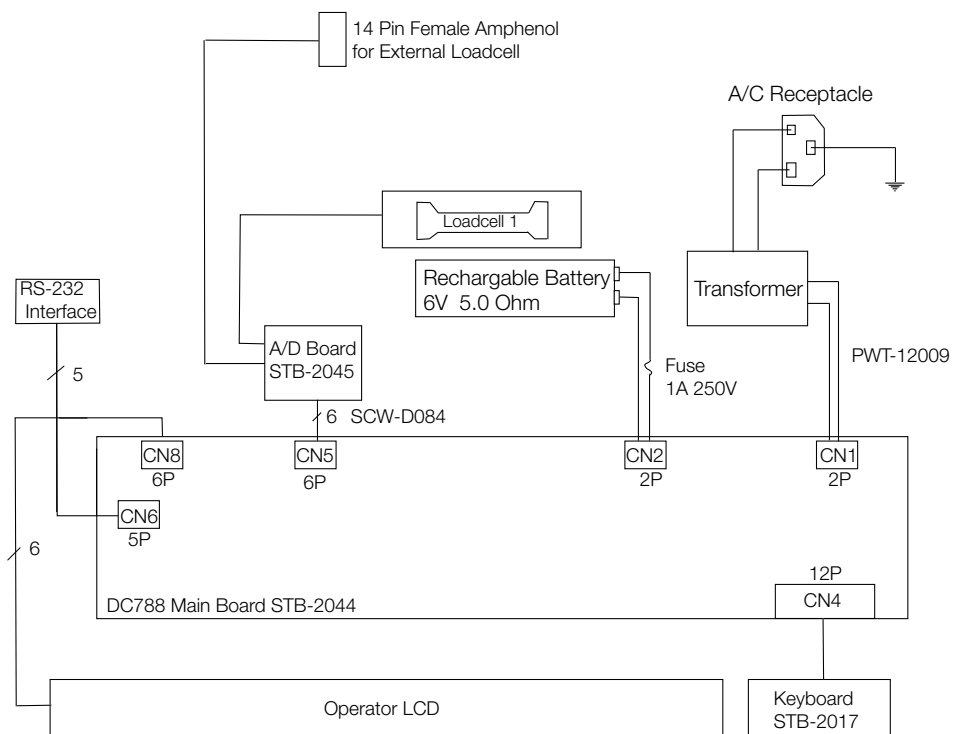 14 Pin Female Amphenol
for External Loadcell
A/C Receptacle
Loadcell 1
Rechargable Battery
6V 5.0 Ohm
Transformer
RS-232
Interface
A/D Board
STB-2045
PWT-12009
Fuse
1A 250V
5
6 SCW-D084
CN8
6P
CN5
6P
CN2
2P
CN1
2P
CN6
5P
6
12P
CN4
DC788 Main Board STB-2044
Operator LCD
Keyboard
STB-2017